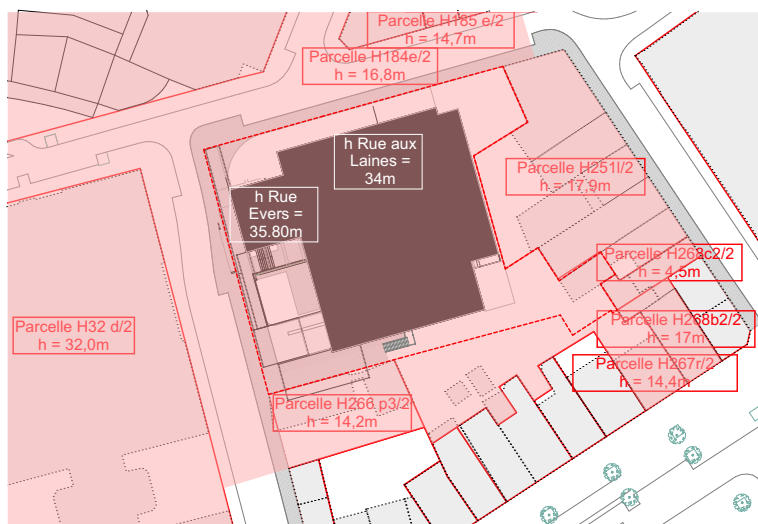 Parcelle H185 e/2
h = 14,7m
Parcelle H184e/2
h = 16,8m
h Rue aux
Laines =
34m
Parcelle H251l/2
h = 17,9m
h Rue
Evers =
35.80m
Parcelle H268c2/2
h = 4,5m
Parcelle H32 d/2
h = 32,0m
Parcelle H268b2/2
h = 17m
Parcelle H267r/2
h = 14,4m
Parcelle H266 p3/2
h = 14,2m